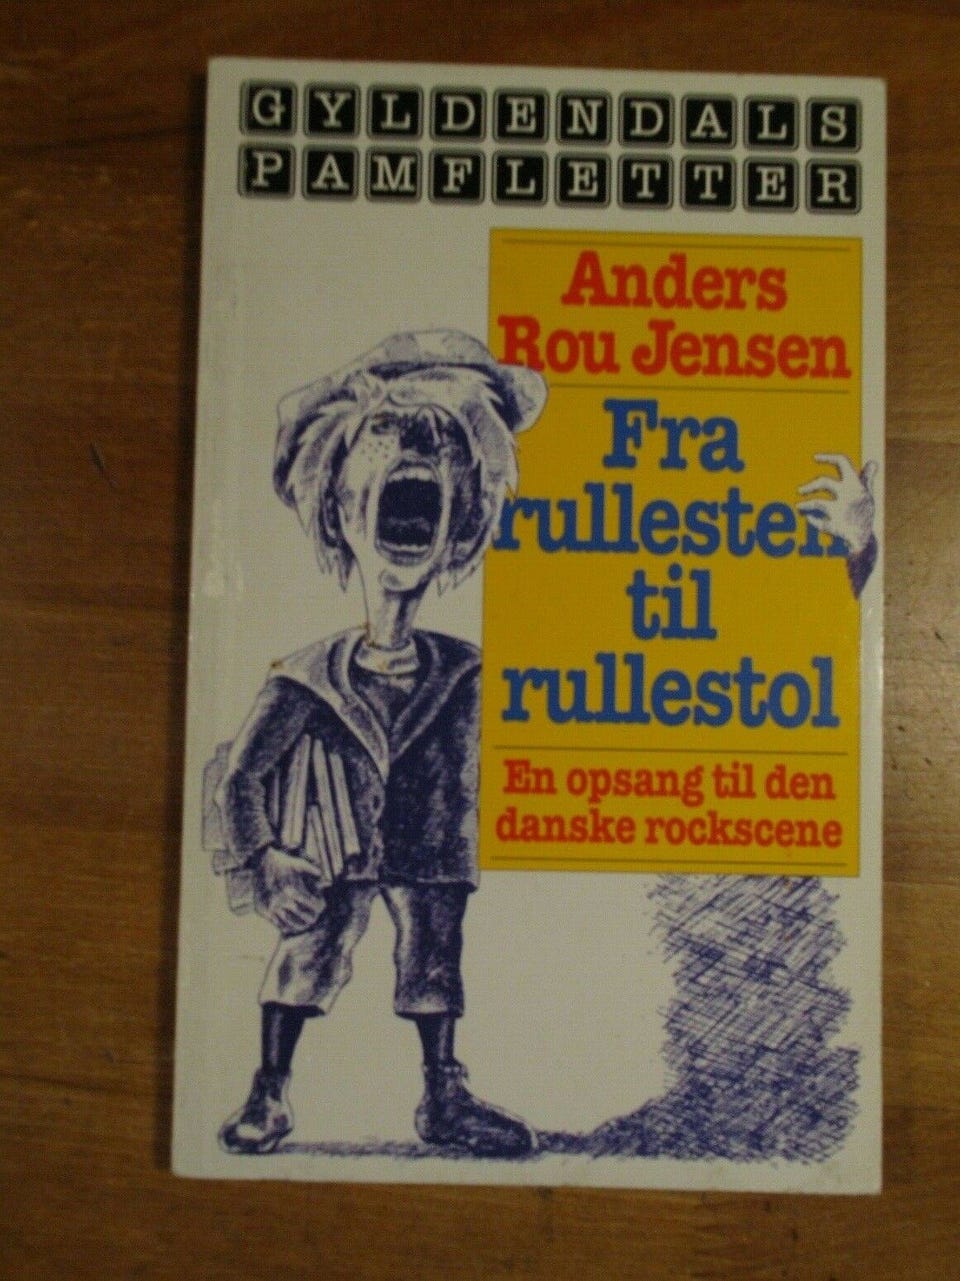 GYLDENDALS
PAMFLETTER
Anders
Rou Jensen
Fra
rullesten
til
rullestol
En opsang til den
danske rockscene